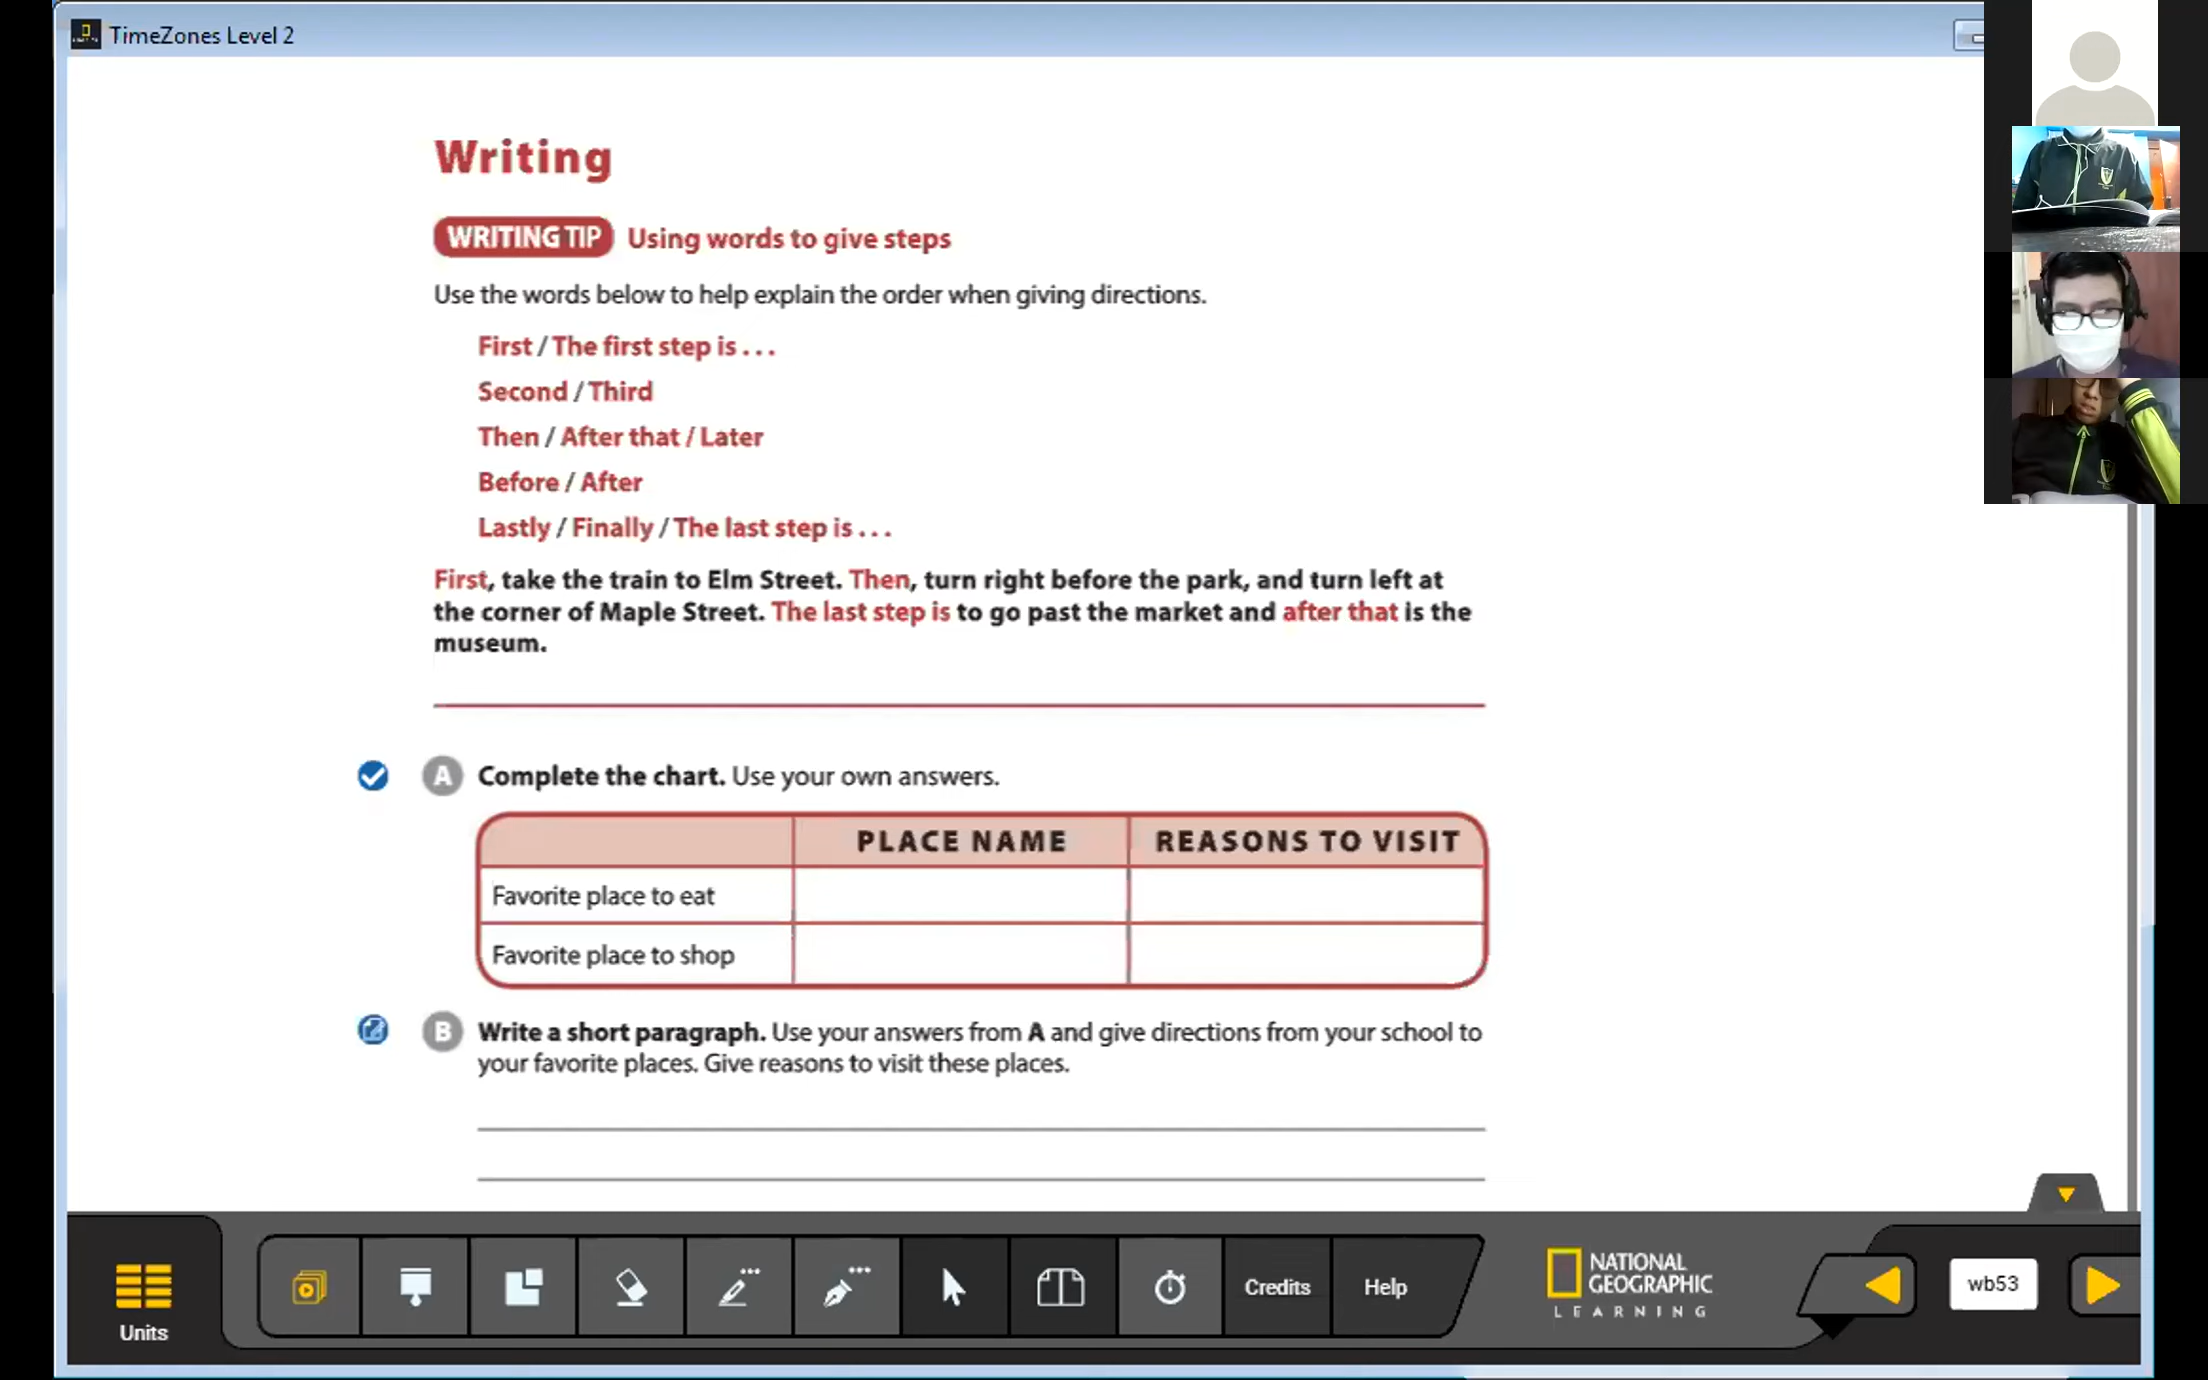 TimeZones Level 2
Writing
WRITING TIP Using words to give steps
Use the words below to help explain the order when giving directions.
First / The first step is . . .
Second / Third
Then / After that / Later
Before / After
Lastly / Finally / The last step is . . .
First, take the train to Elm Street. Then, turn right before the park, and turn left at
the corner of Maple Street. The last step is to go past the market and after that is the
museum.
A Complete the chart. Use your own answers.
PLACE NAME REASONS TO VISIT
Favorite place to eat
Favorite place to shop
B Write a short paragraph. Use your answers from A and give directions from your school to
your favorite places. Give reasons to visit these places.
Units
Credits
Help
NATIONAL
GEOGRAPHIC
LEARNING
wb53